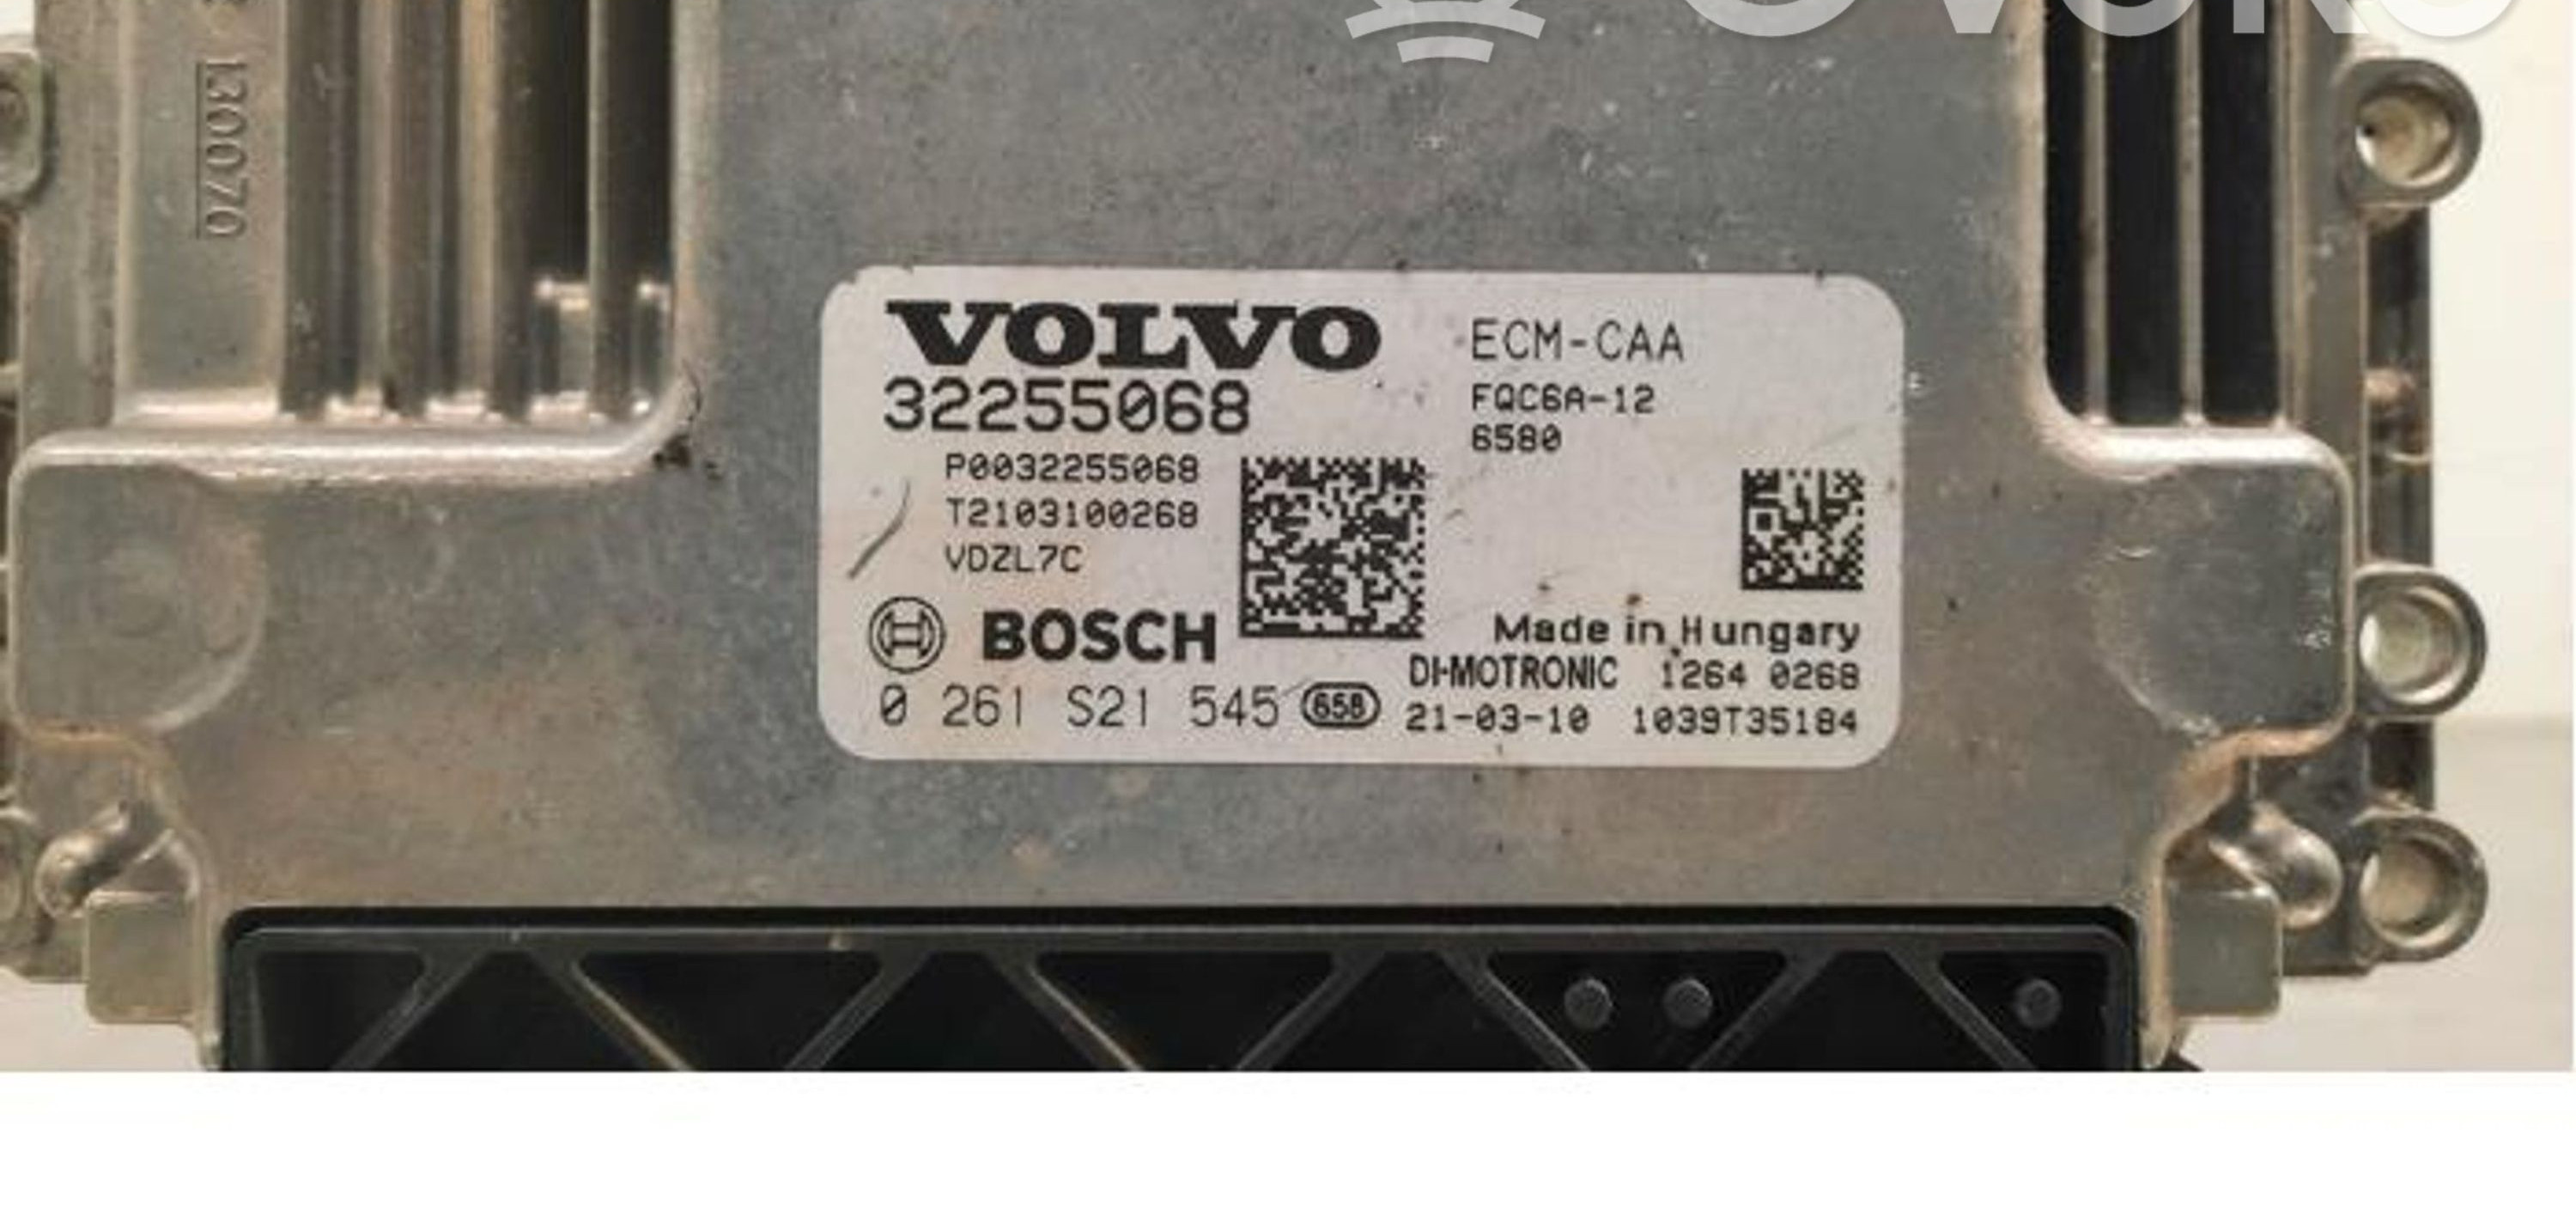 130070
VOLVO
32255068
P0032255068
T2103100268
VDZL7C
ECM-CAA
FQC6A-12
6580
BOSCH
0 261 S21 545 658
Made in Hungary
DI-MOTRONIC 1264 0268
21-03-10 1039T35184